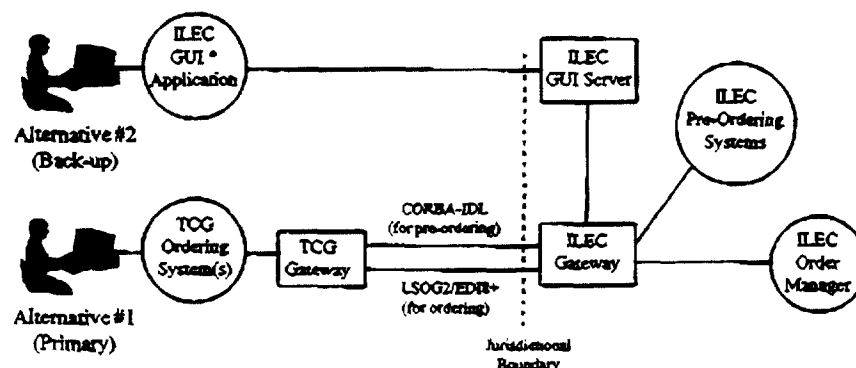 ILEC
GUI *
Application
ILEC
GUI Server
ILEC
Pre-Ordering
Systems
Alternative #2
(Back-up)
CORBA-IDL
(for pre-ordering)
TCG
Ordering
System(s)
TCG
Gateway
ILEC
Gateway
ILEC
Order
Manager
LSOG2/EDI8+
(for ordering)
Alternative #1
(Primary)
Jurisdictional
Boundary